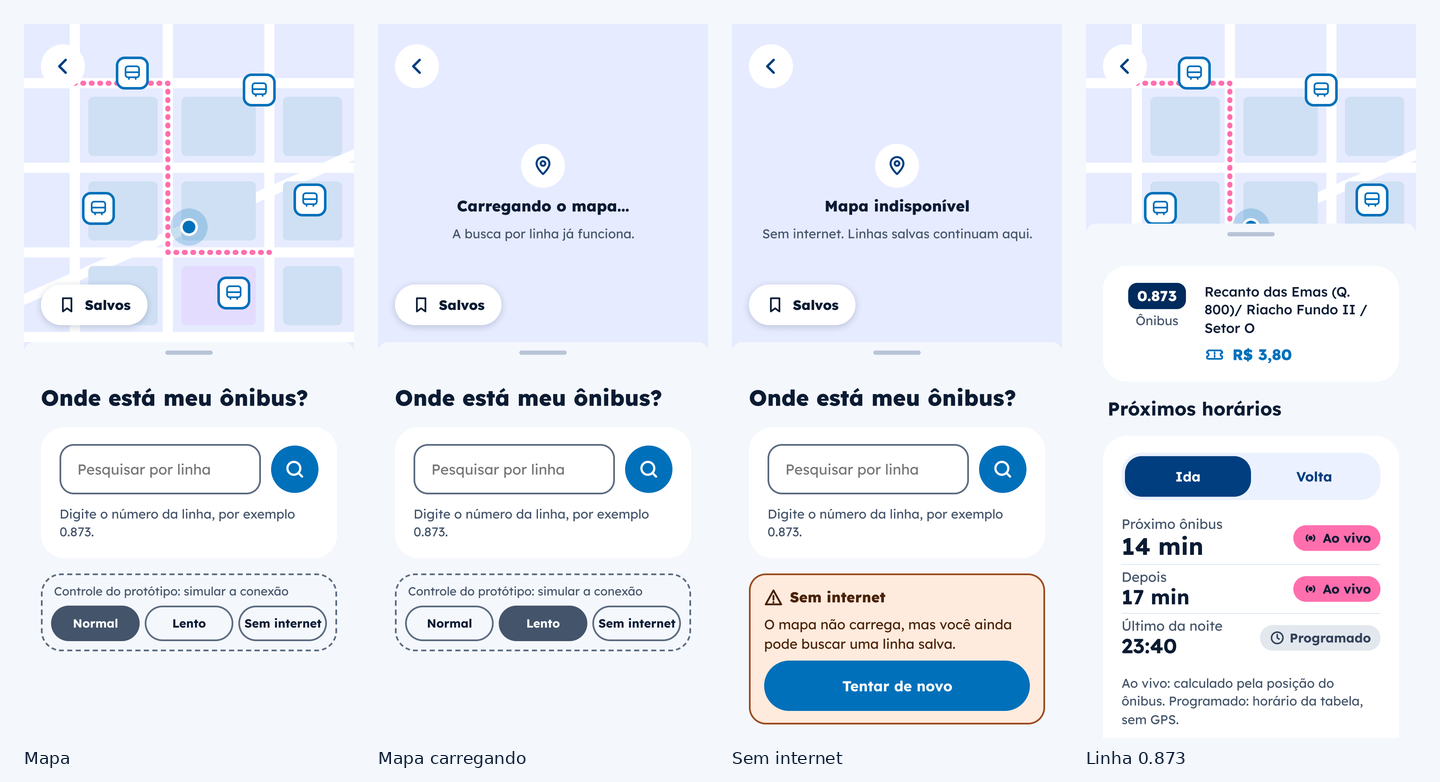 Salvos
Onde está meu ônibus?
Pesquisar por linha
Digite o número da linha, por exemplo
0.873.
Controle do protótipo: simular a conexão
Normal
Lento
Sem internet
Mapa
Carregando o mapa...
A busca por linha já funciona.
Salvos
Onde está meu ônibus?
Pesquisar por linha
Digite o número da linha, por exemplo
0.873.
Controle do protótipo: simular a conexão
Normal
Lento
Sem internet
Mapa carregando
Mapa indisponível
Sem internet. Linhas salvas continuam aqui.
Salvos
Onde está meu ônibus?
Pesquisar por linha
Digite o número da linha, por exemplo
0.873.
Sem internet
O mapa não carrega, mas você ainda
pode buscar uma linha salva.
Tentar de novo
Sem internet
0.873
Ônibus
Recanto das Emas (Q.
800)/ Riacho Fundo II /
Setor O
R$ 3,80
Próximos horários
Ida
Volta
Próximo ônibus
14 min
Ao vivo
Depois
17 min
Ao vivo
Último da noite
23:40
Programado
Ao vivo: calculado pela posição do
ônibus. Programado: horário da tabela,
sem GPS.
Linha 0.873